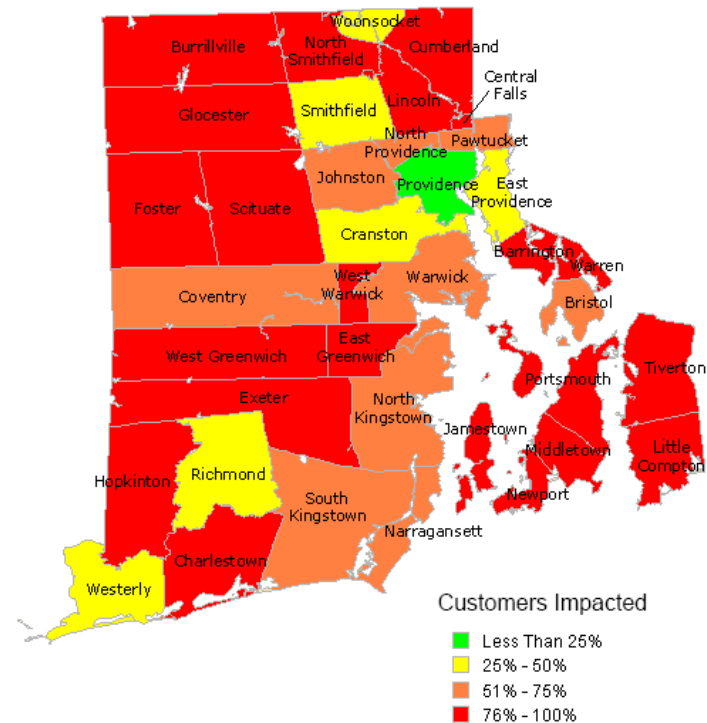 Woonsocket
Burrillville
North
Smithfield
Cumberland
Central
Falls
Glocester
Smithfield
Lincoln
North
Providence
Pawtucket
Johnston
Providence
East
Providence
Foster
Scituate
Cranston
Barrington
Warren
West
Warwick
Warwick
Coventry
Bristol
East
Greenwich
West Greenwich
Portsmouth
Tiverton
Exeter
North
Kingstown
Jamestown
Middletown
Little
Compton
Hopkinton
Richmond
South
Kingstown
Newport
Narragansett
Charlestown
Westerly
Customers Impacted
Less Than 25%
25% - 50%
51% - 75%
76% - 100%